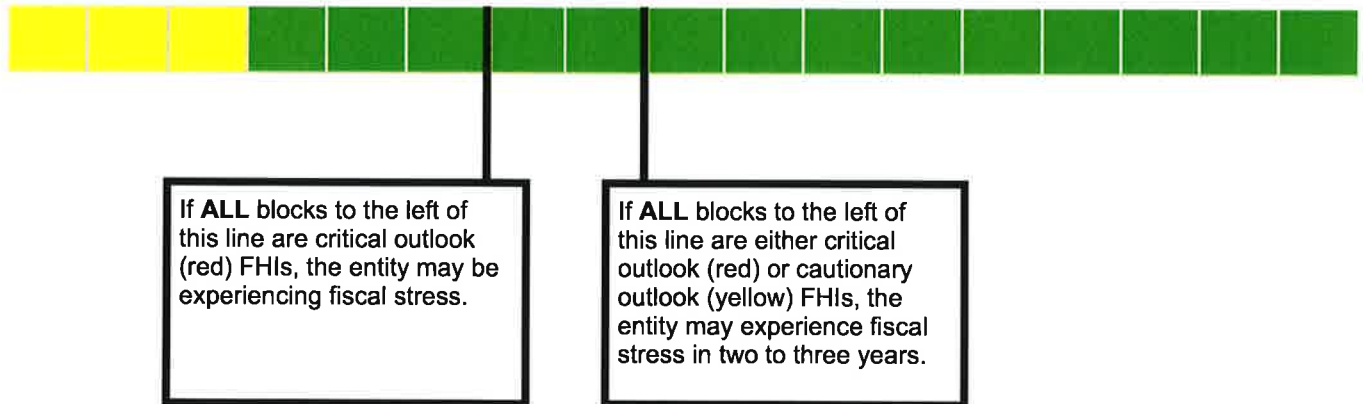 If ALL blocks to the left of
this line are critical outlook
(red) FHIs, the entity may be
experiencing fiscal stress.
If ALL blocks to the left of
this line are either critical
outlook (red) or cautionary
outlook (yellow) FHIs, the
entity may experience fiscal
stress in two to three years.